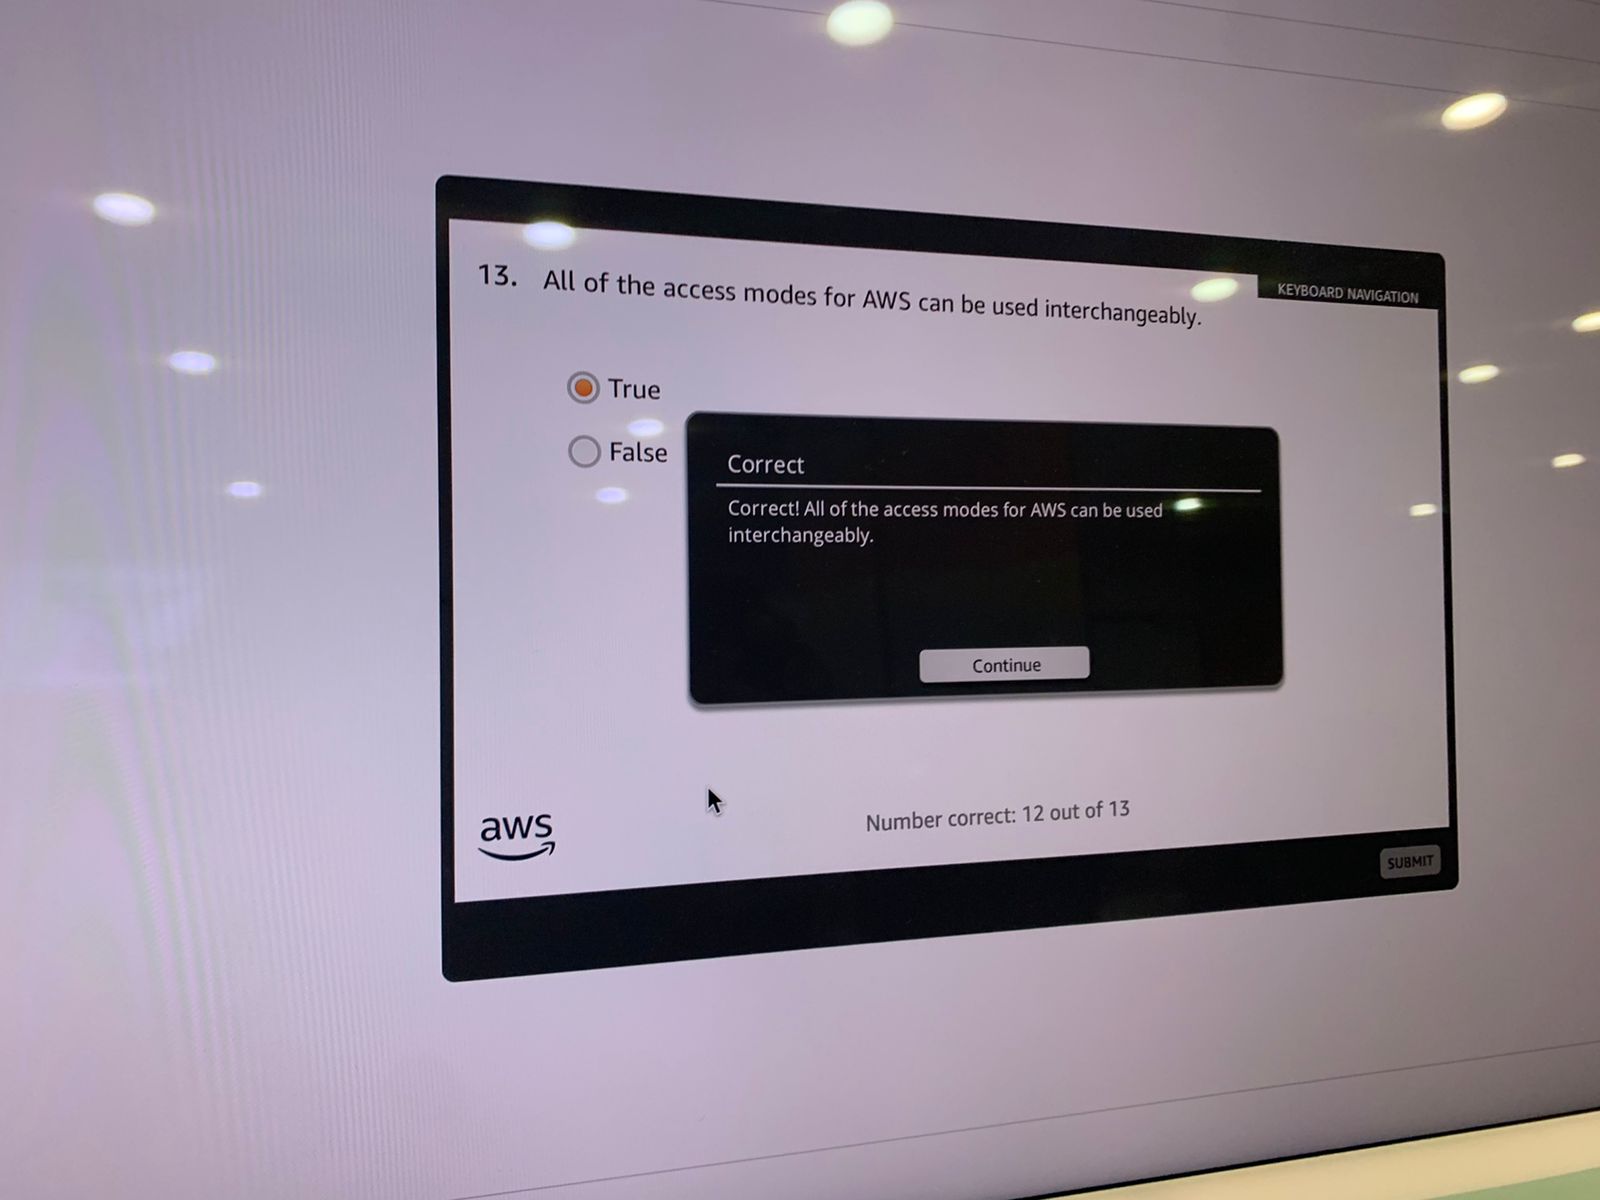 13. All of the access modes for AWS can be used interchangeably.
KEYBOARD NAVIGATION
True
False
Correct
Correct! All of the access modes for AWS can be used
interchangeably.
Continue
Number correct: 12 out of 13
aws
SUBMIT